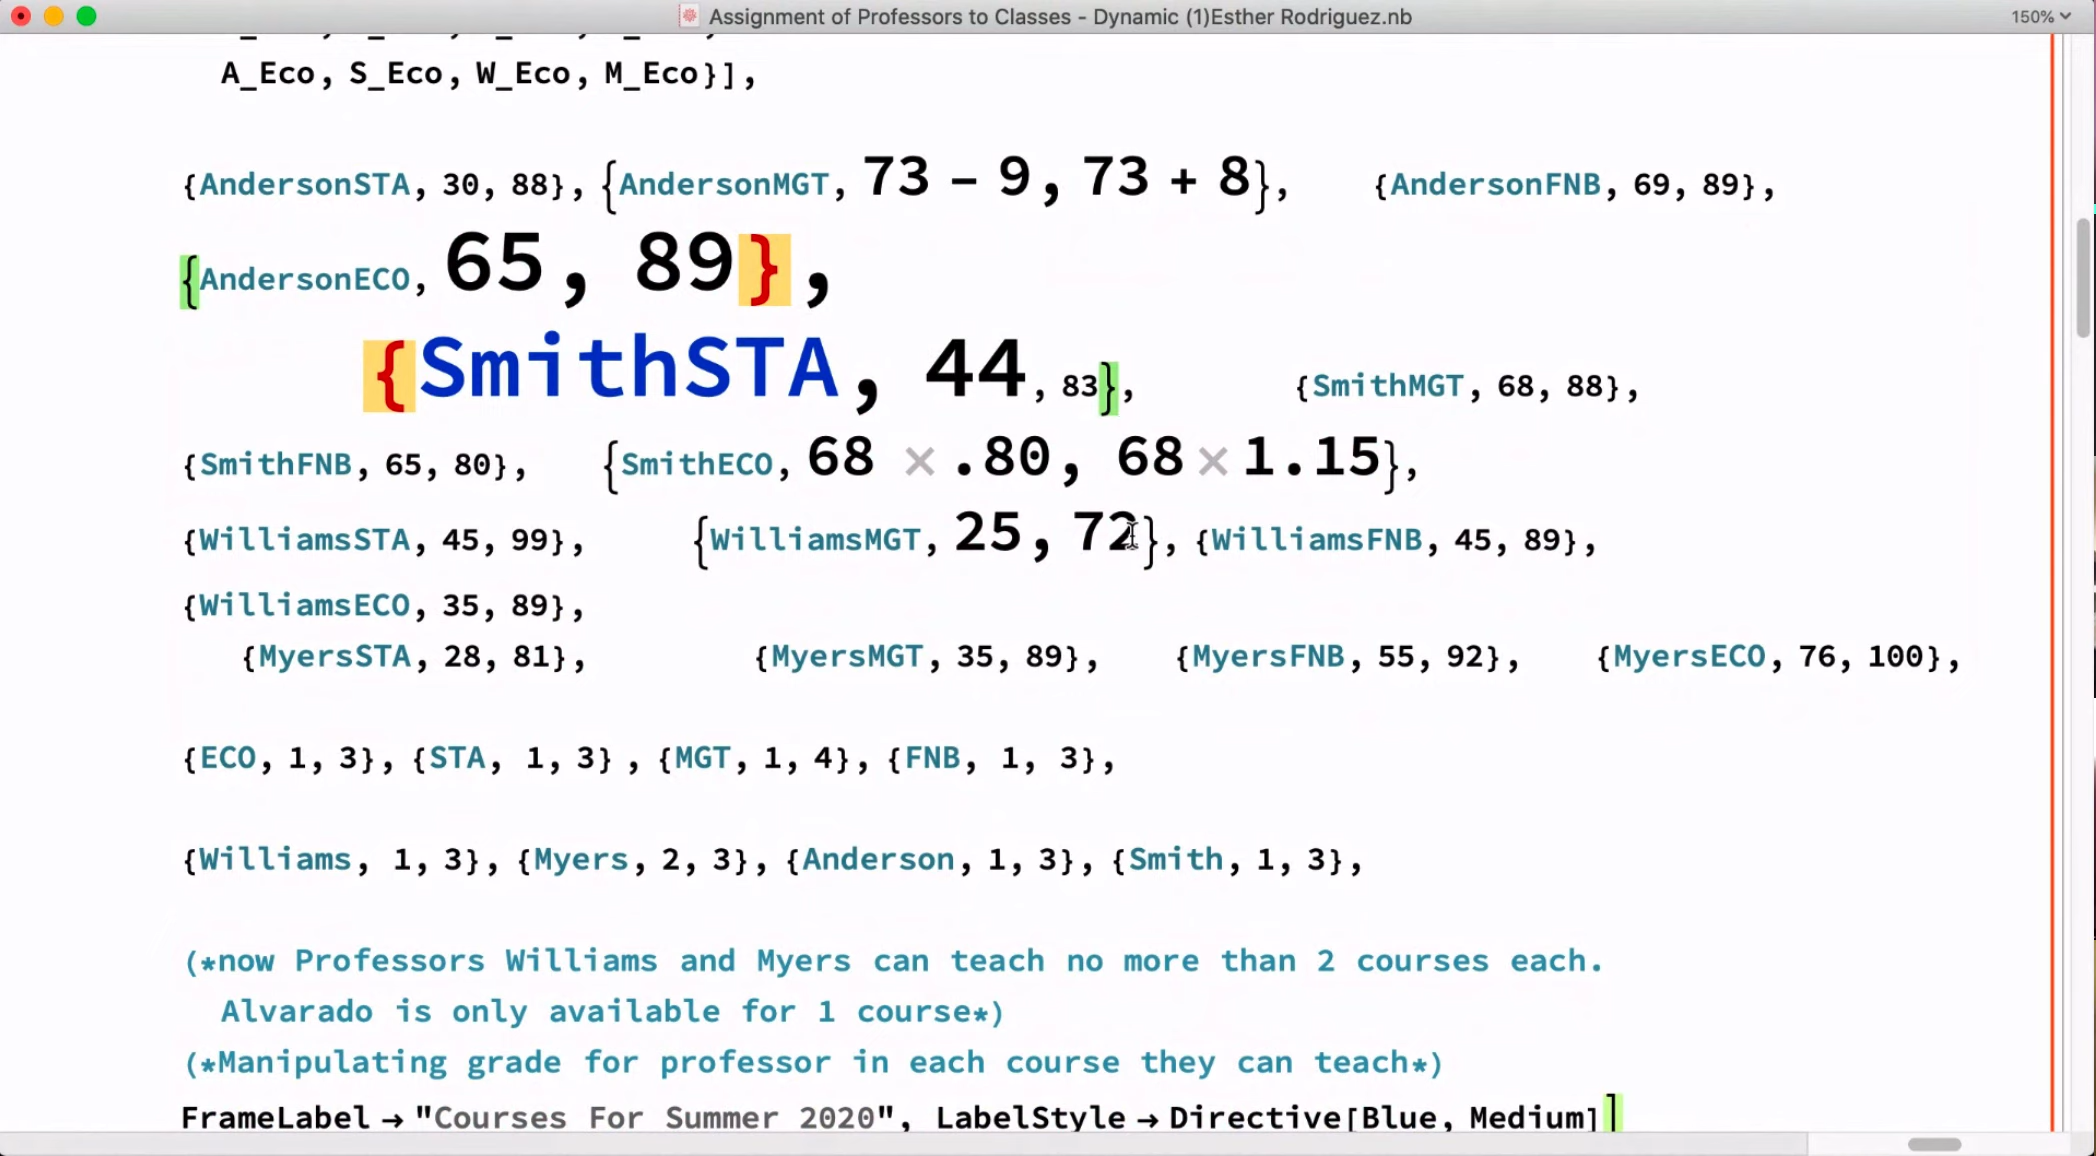 Assignment of Professors to Classes - Dynamic (1)Esther Rodriguez.nb
150%
A_Eco, S_Eco, W_Eco, M_Eco}],
{AndersonSTA, 30, 88}, {AndersonMGT, 73 − 9, 73 + 8}, {AndersonFNB, 69, 89},
{AndersonECO, 65, 89},
{SmithSTA, 44, 83}, {SmithMGT, 68, 88},
{SmithFNB, 65, 80}, {SmithECO, 68 × .80, 68 × 1.15},
{WilliamsSTA, 45, 99}, {WilliamsMGT, 25, 72}, {WilliamsFNB, 45, 89},
{WilliamsECO, 35, 89},
{MyersSTA, 28, 81}, {MyersMGT, 35, 89}, {MyersFNB, 55, 92}, {MyersECO, 76, 100},
{ECO, 1, 3}, {STA, 1, 3} , {MGT, 1, 4}, {FNB, 1, 3},
{Williams, 1, 3}, {Myers, 2, 3}, {Anderson, 1, 3}, {Smith, 1, 3},
(*now Professors Williams and Myers can teach no more than 2 courses each.
Alvarado is only available for 1 course*)
(*Manipulating grade for professor in each course they can teach*)
FrameLabel → "Courses For Summer 2020", LabelStyle → Directive[Blue, Medium]]